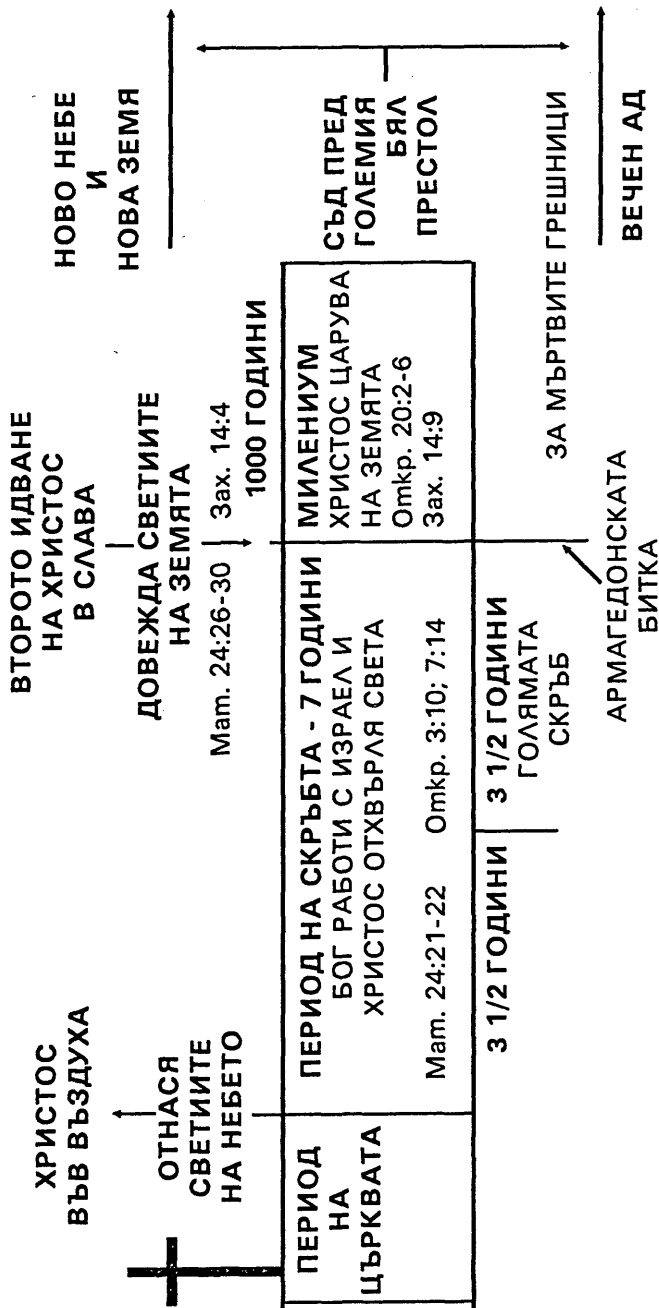 ХРИСТОС
ВЪВ ВЪЗДУХА
ОТНАСЯ
СВЕТИИТЕ
НА НЕБЕТО
ВТОРОТО ИДВАНЕ
НА ХРИСТОС
В СЛАВА
ДОВЕЖДА СВЕТИИТЕ
НА ЗЕМЯТА
Мат. 24:26-30 Зах. 14:4
1000 ГОДИНИ
НОВО НЕБЕ
И
НОВА ЗЕМЯ
ПЕРИОД
НА
ЦЪРКВАТА
ПЕРИОД НА СКРЪБТА - 7 ГОДИНИ
БОГ РАБОТИ С ИЗРАЕЛ И
ХРИСТОС ОТХВЪРЛЯ СВЕТА
Мат. 24:21-22 Откр. 3:10; 7:14
МИЛЕНИУМ
ХРИСТОС ЦАРУВА
НА ЗЕМЯТА
Откр. 20:2-6
Зах. 14:9
СЪД ПРЕД
ГОЛЕМИЯ
БЯЛ
ПРЕСТОЛ
3 1/2 ГОДИНИ
3 1/2 ГОДИНИ
ГОЛЯМАТА
СКРЪБ
АРМАГЕДОНСКАТА
БИТКА
ЗА МЪРТВИТЕ ГРЕШНИЦИ
ВЕЧЕН АД